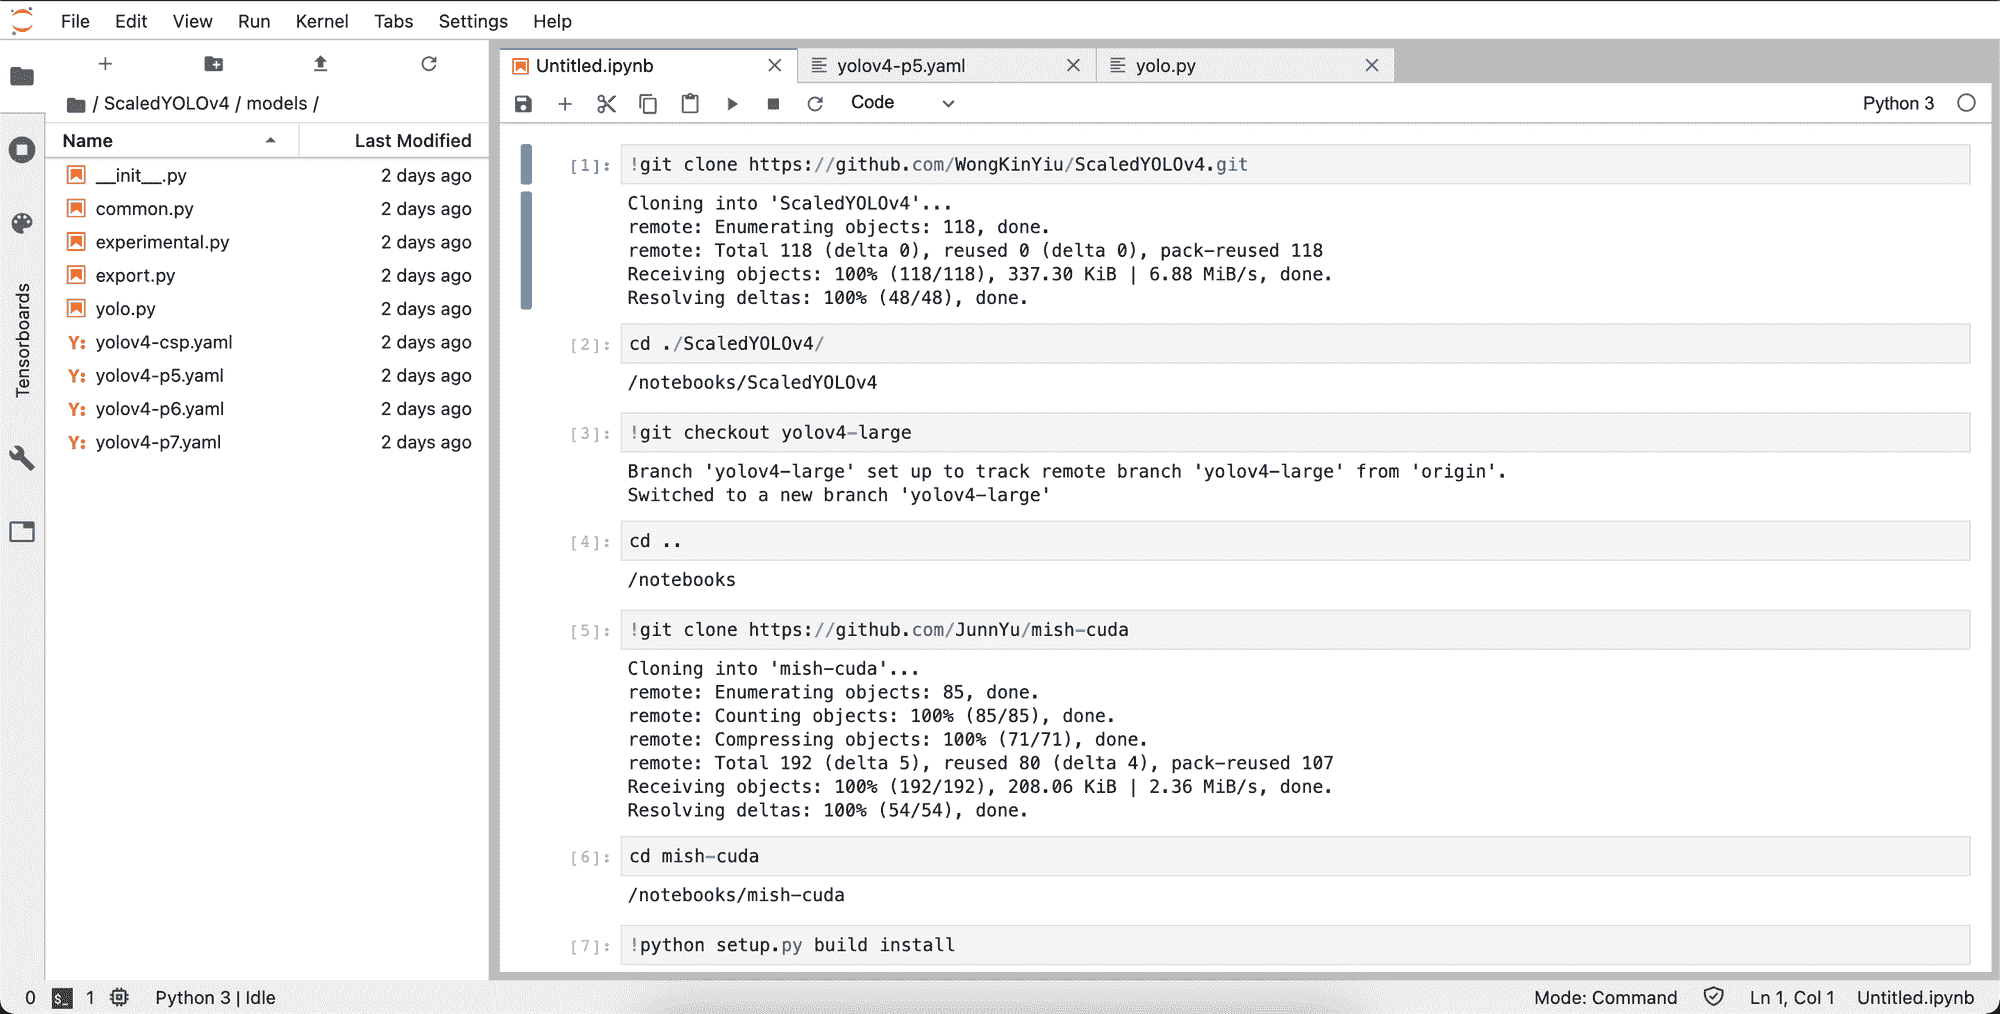 File Edit View Run Kernel Tabs Settings Help
/ ScaledYOLOv4 / models /
Name Last Modified
__init__.py 2 days ago
common.py 2 days ago
experimental.py 2 days ago
export.py 2 days ago
yolo.py 2 days ago
Y: yolov4-csp.yaml 2 days ago
Y: yolov4-p5.yaml 2 days ago
Y: yolov4-p6.yaml 2 days ago
Y: yolov4-p7.yaml 2 days ago
Tensorboards
Untitled.ipynb yolov4-p5.yaml yolo.py
Code Python 3
[1]: !git clone https://github.com/WongKinYiu/ScaledYOLOv4.git
Cloning into 'ScaledYOLOv4'...
remote: Enumerating objects: 118, done.
remote: Total 118 (delta 0), reused 0 (delta 0), pack-reused 118
Receiving objects: 100% (118/118), 337.30 KiB | 6.88 MiB/s, done.
Resolving deltas: 100% (48/48), done.
[2]: cd ./ScaledYOLOv4/
/notebooks/ScaledYOLOv4
[3]: !git checkout yolov4-large
Branch 'yolov4-large' set up to track remote branch 'yolov4-large' from 'origin'.
Switched to a new branch 'yolov4-large'
[4]: cd ..
/notebooks
[5]: !git clone https://github.com/JunnYu/mish-cuda
Cloning into 'mish-cuda'...
remote: Enumerating objects: 85, done.
remote: Counting objects: 100% (85/85), done.
remote: Compressing objects: 100% (71/71), done.
remote: Total 192 (delta 5), reused 80 (delta 4), pack-reused 107
Receiving objects: 100% (192/192), 208.06 KiB | 2.36 MiB/s, done.
Resolving deltas: 100% (54/54), done.
[6]: cd mish-cuda
/notebooks/mish-cuda
[7]: !python setup.py build install
0 $_ 1 Python 3 | Idle Mode: Command Ln 1, Col 1 Untitled.ipynb